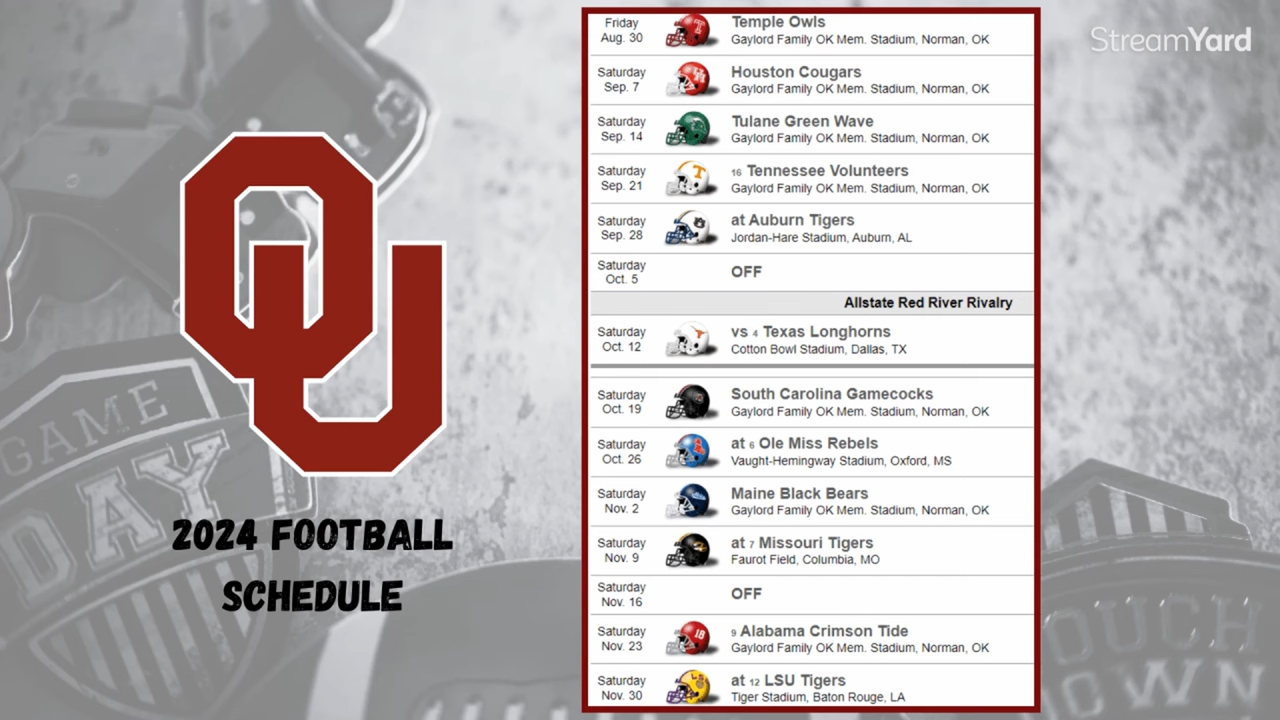 StreamYard
OU
2024 FOOTBALL
SCHEDULE
GAME
DAY
Friday
Aug. 30
Temple Owls
Gaylord Family OK Mem. Stadium, Norman, OK
Saturday
Sep. 7
Houston Cougars
Gaylord Family OK Mem. Stadium, Norman, OK
Saturday
Sep. 14
Tulane Green Wave
Gaylord Family OK Mem. Stadium, Norman, OK
Saturday
Sep. 21
16 Tennessee Volunteers
Gaylord Family OK Mem. Stadium, Norman, OK
Saturday
Sep. 28
at Auburn Tigers
Jordan-Hare Stadium, Auburn, AL
Saturday
Oct. 5
OFF
Allstate Red River Rivalry
Saturday
Oct. 12
vs 4 Texas Longhorns
Cotton Bowl Stadium, Dallas, TX
Saturday
Oct. 19
South Carolina Gamecocks
Gaylord Family OK Mem. Stadium, Norman, OK
Saturday
Oct. 26
at 6 Ole Miss Rebels
Vaught-Hemingway Stadium, Oxford, MS
Saturday
Nov. 2
Maine Black Bears
Gaylord Family OK Mem. Stadium, Norman, OK
Saturday
Nov. 9
at 7 Missouri Tigers
Faurot Field, Columbia, MO
Saturday
Nov. 16
OFF
Saturday
Nov. 23
18
9 Alabama Crimson Tide
Gaylord Family OK Mem. Stadium, Norman, OK
Saturday
Nov. 30
at 12 LSU Tigers
Tiger Stadium, Baton Rouge, LA